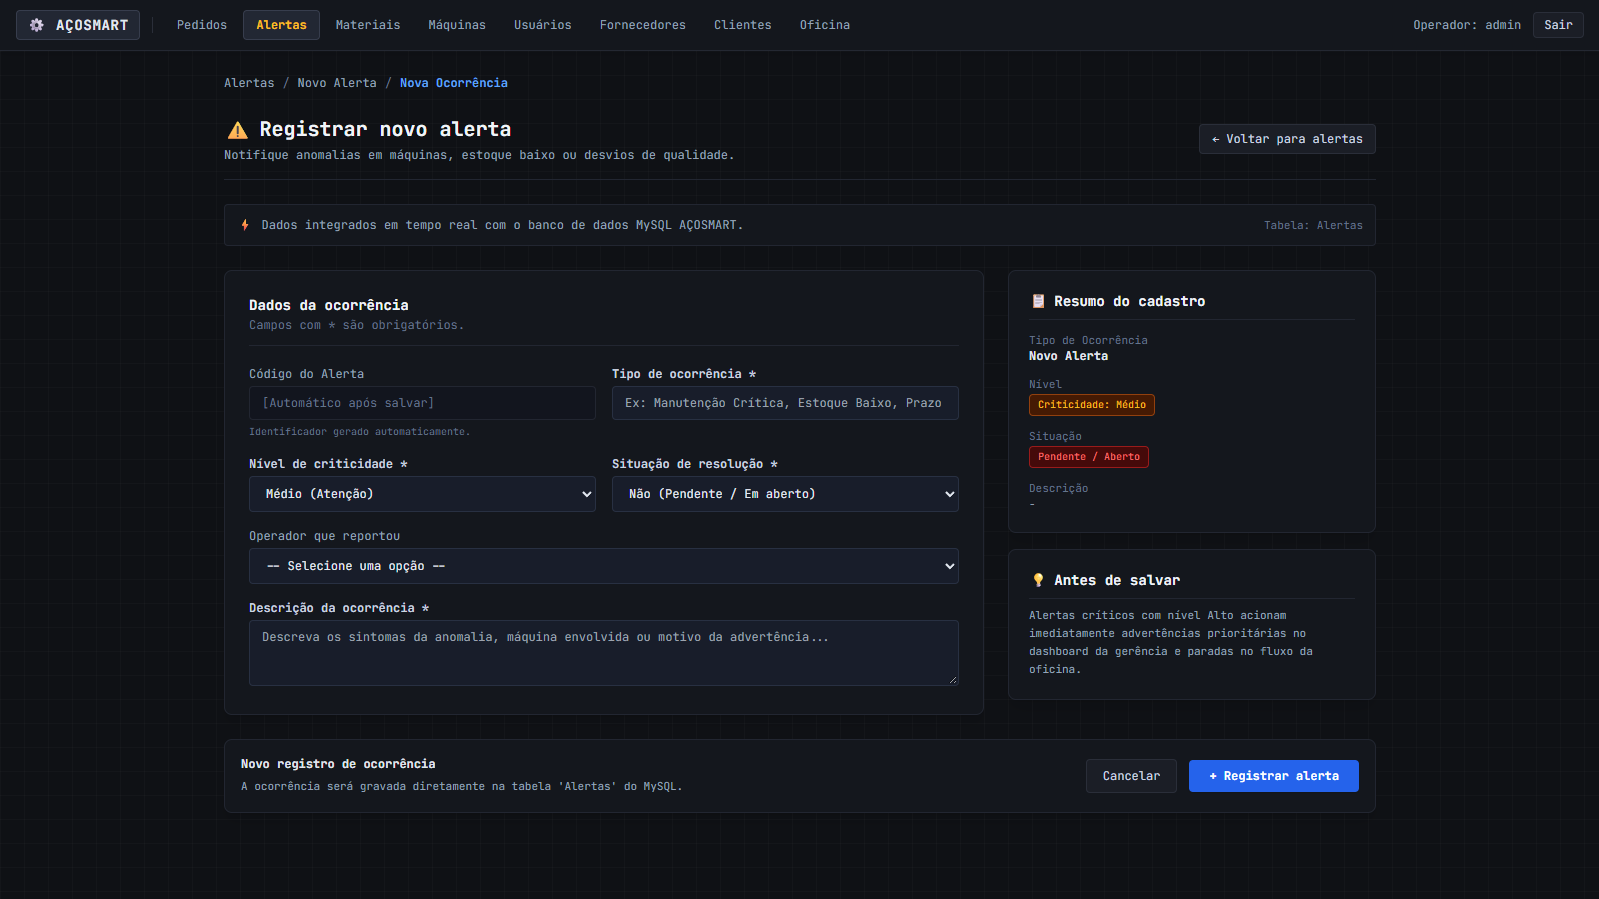 AÇOSMART
Pedidos
Alertas
Materiais
Máquinas
Usuários
Fornecedores
Clientes
Oficina
Operador: admin
Sair
Alertas / Novo Alerta / Nova Ocorrência
Registrar novo alerta
Notifique anomalias em máquinas, estoque baixo ou desvios de qualidade.
← Voltar para alertas
Dados integrados em tempo real com o banco de dados MySQL AÇOSMART.
Tabela: Alertas
Dados da ocorrência
Campos com * são obrigatórios.
Código do Alerta
[Automático após salvar]
Identificador gerado automaticamente.
Tipo de ocorrência *
Ex: Manutenção Crítica, Estoque Baixo, Prazo
Nível de criticidade *
Médio (Atenção)
Situação de resolução *
Não (Pendente / Em aberto)
Operador que reportou
-- Selecione uma opção --
Descrição da ocorrência *
Descreva os sintomas da anomalia, máquina envolvida ou motivo da advertência...
Resumo do cadastro
Tipo de Ocorrência
Novo Alerta
Nível
Criticidade: Médio
Situação
Pendente / Aberto
Descrição
-
Antes de salvar
Alertas críticos com nível Alto acionam
imediatamente advertências prioritárias no
dashboard da gerência e paradas no fluxo da
oficina.
Novo registro de ocorrência
A ocorrência será gravada diretamente na tabela 'Alertas' do MySQL.
Cancelar
+ Registrar alerta